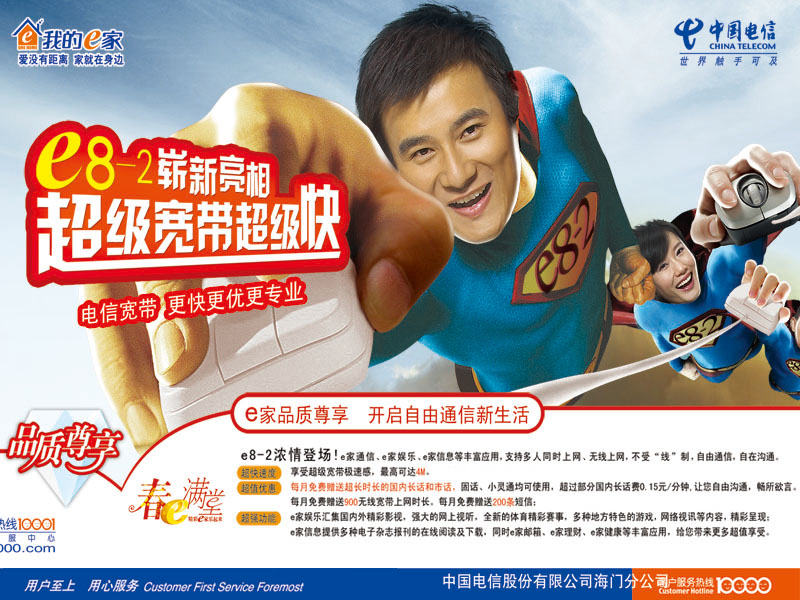 我的e家
ONE HOME
爱没有距离 家就在身边
中国电信
CHINA TELECOM
世界触手可及
e8-2崭新亮相
超级宽带超级快
电信宽带 更快更优更专业
e8-2
e8-2
e家品质尊享 开启自由通信新生活
品质尊享
e8-2浓情登场！e家通信、e家娱乐、e家信息等丰富应用，支持多人同时上网、无线上网，不受“线”制，自由通信，自在沟通。
超快速度 享受超级宽带极速感，最高可达4M。
超值优惠 每月免费赠送超长时长的国内长话和市话，固话、小灵通均可使用，超过部分国内长话费0.15元/分钟，让您自由沟通，畅所欲言。
每月免费赠送900无线宽带上网时长。每月免费赠送200条短信；
超强功能 e家娱乐汇集国内外精彩影视，强大的网上视听，全新的体育精彩赛事，多种地方特色的游戏，网络视讯等内容，精彩呈现；
e家信息提供多种电子杂志报刊的在线阅读及下载，同时e家邮箱、e家理财、e家健康等丰富应用，给您带来更多超值享受。
春e满堂
精彩e家乐起来
热线10001
展中心
000.com
用户至上 用心服务 Customer First Service Foremost
中国电信股份有限公司海门分公司
户服务热线
Customer Hotline
10000